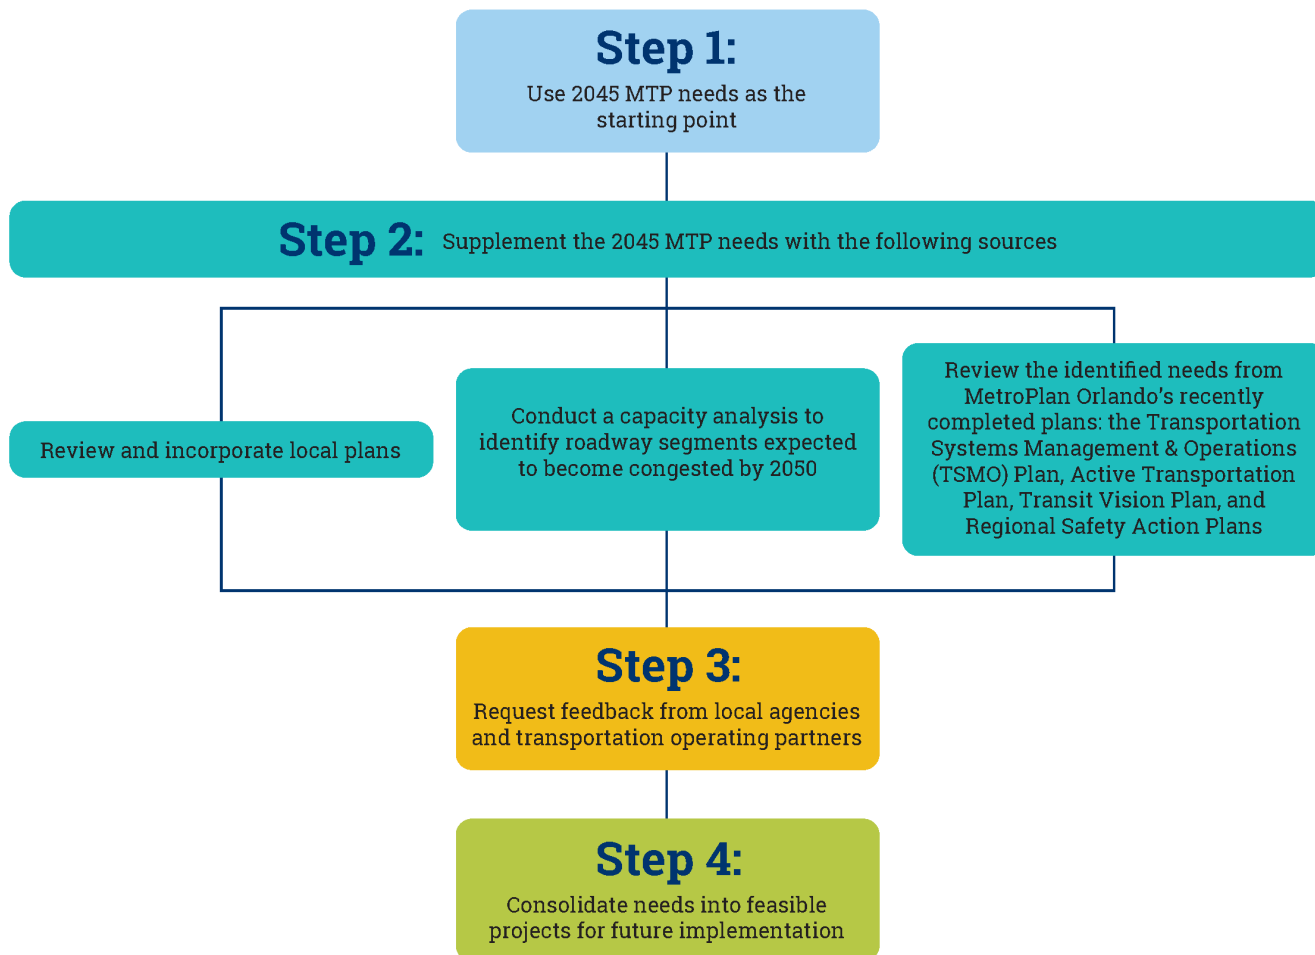 Step 1:
Use 2045 MTP needs as the
starting point
Step 2: Supplement the 2045 MTP needs with the following sources
Review and incorporate local plans
Conduct a capacity analysis to
identify roadway segments expected
to become congested by 2050
Review the identified needs from
MetroPlan Orlando's recently
completed plans: the Transportation
Systems Management & Operations
(TSMO) Plan, Active Transportation
Plan, Transit Vision Plan, and
Regional Safety Action Plans
Step 3:
Request feedback from local agencies
and transportation operating partners
Step 4:
Consolidate needs into feasible
projects for future implementation